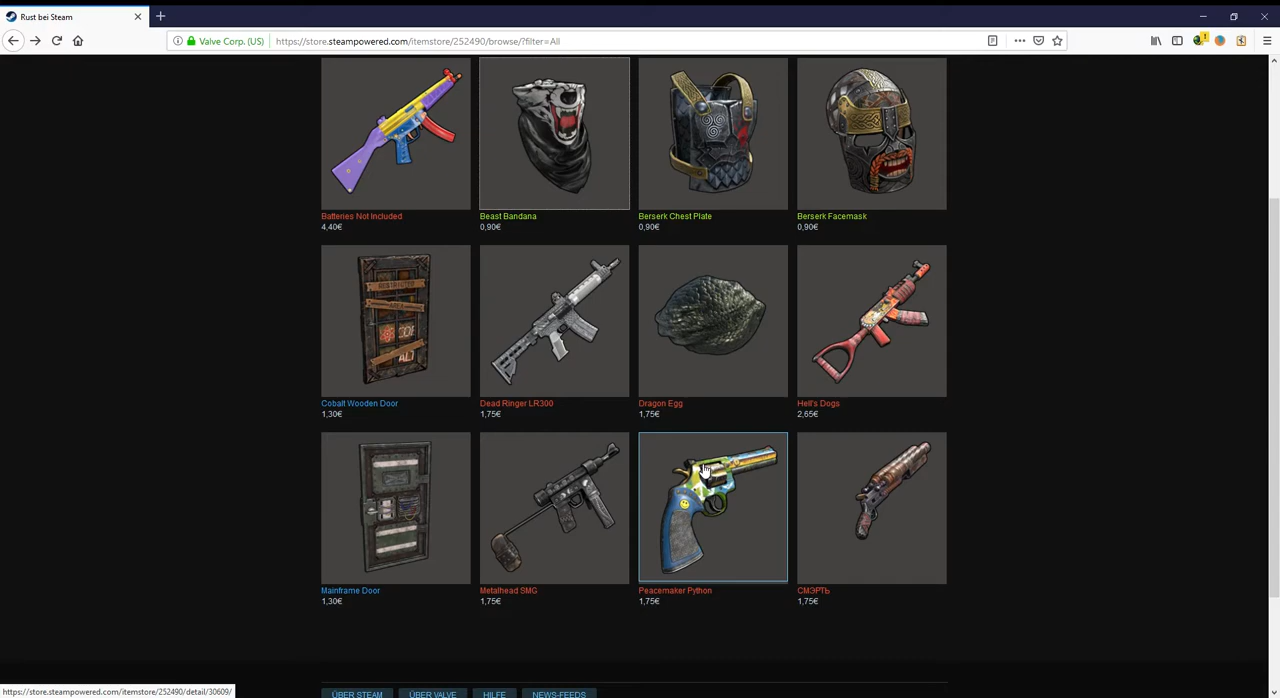 Rust bei Steam
Valve Corp. (US)
https://store.steampowered.com/itemstore/252490/browse/?filter=All
Batteries Not Included
4,40€
Beast Bandana
0,90€
Berserk Chest Plate
0,90€
Berserk Facemask
0,90€
RESTRICTED
AREA
COB
ALT
Cobalt Wooden Door
1,30€
Dead Ringer LR300
1,75€
Dragon Egg
1,75€
Hell's Dogs
2,65€
Mainframe Door
1,30€
Metalhead SMG
1,75€
Peacemaker Python
1,75€
СМЭРТЬ
1,75€
https://store.steampowered.com/itemstore/252490/detail/30609/
ÜBER STEAM
ÜBER VALVE
HILFE
NEWS-FEEDS